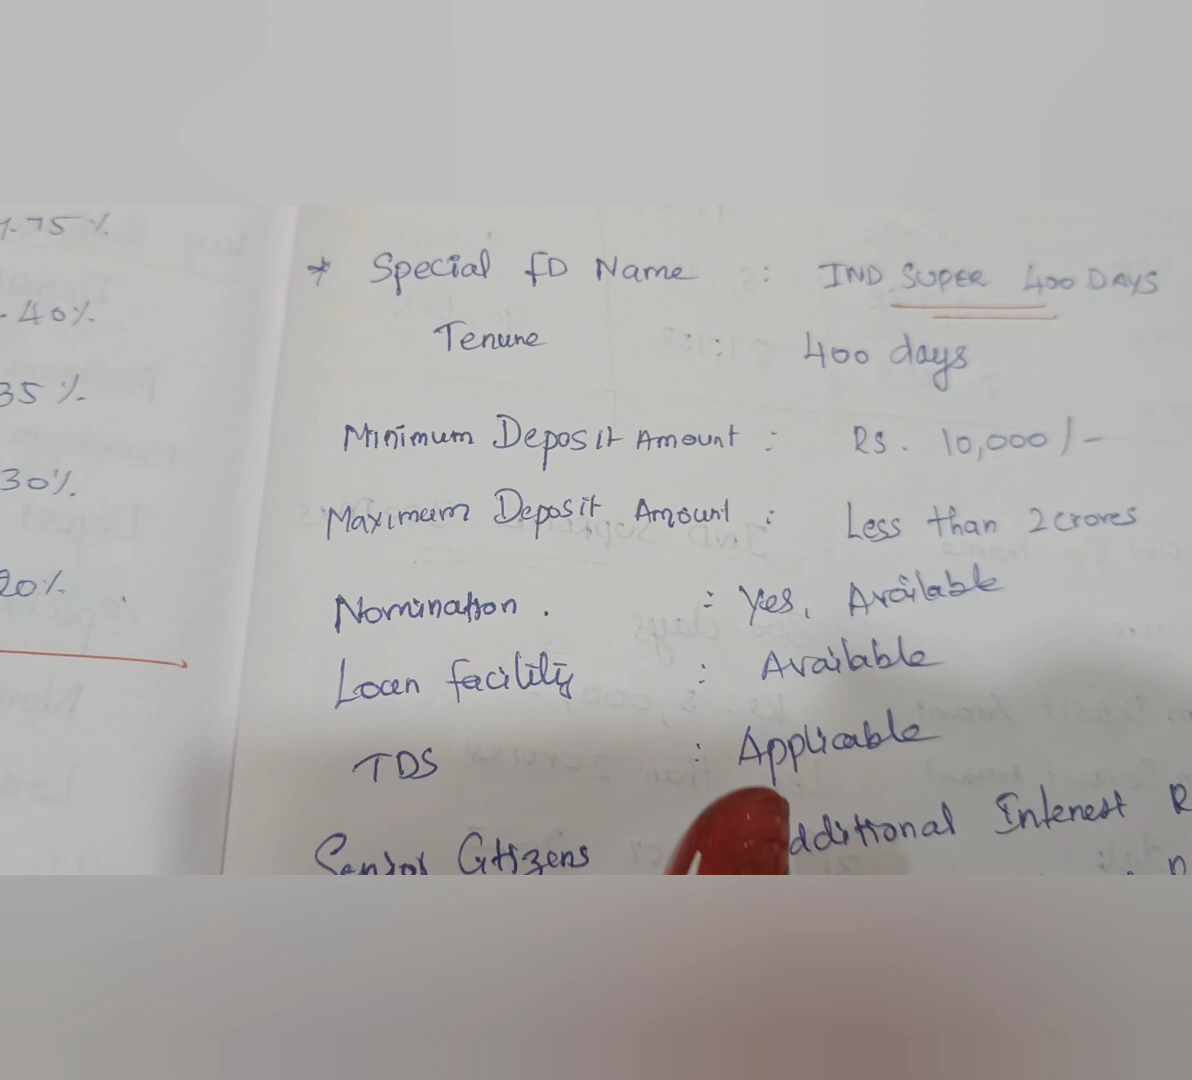 .75%
.40%
35%
30%
20%
* Special FD Name : IND SUPER 400 DAYS
Tenure : 400 days
Minimum Deposit Amount : RS. 10,000/-
Maximum Deposit Amount : Less than 2 crores
Nomination. : Yes, Available
Loan facility : Available
TDS : Applicable
Senior Citizens dditional Interest R